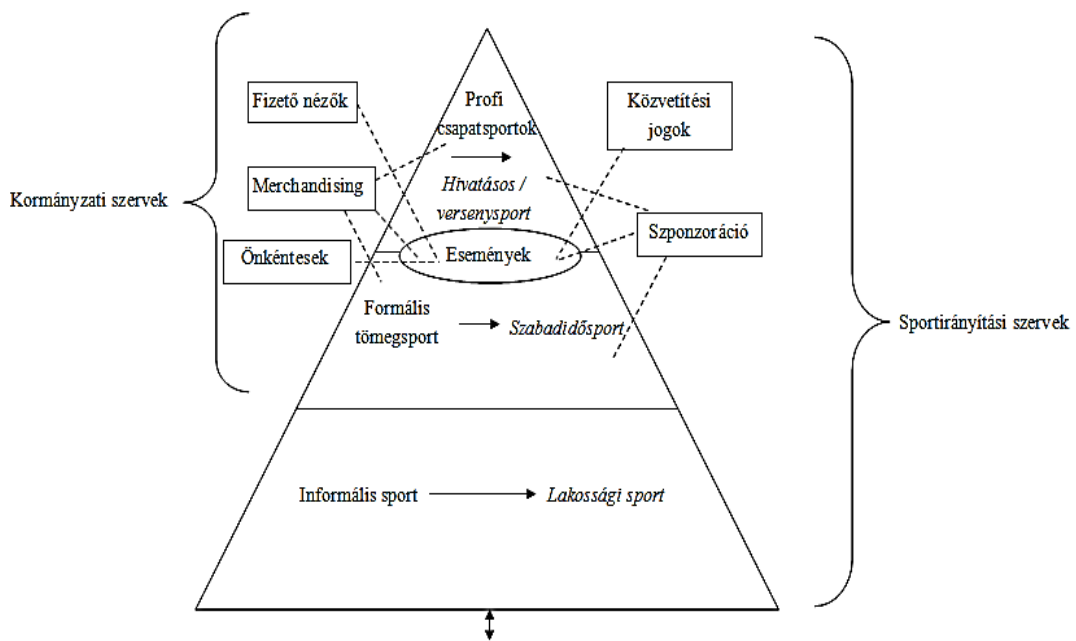 Fizető nézők
Profi
csapatsportok
Közvetítési
jogok
Merchandising
Hivatásos /
versenysport
Kormányzati szervek
Önkéntesek
Események
Szponzoráció
Formális
tömegsport
Szabadidősport
Sportirányítási szervek
Informális sport
Lakossági sport